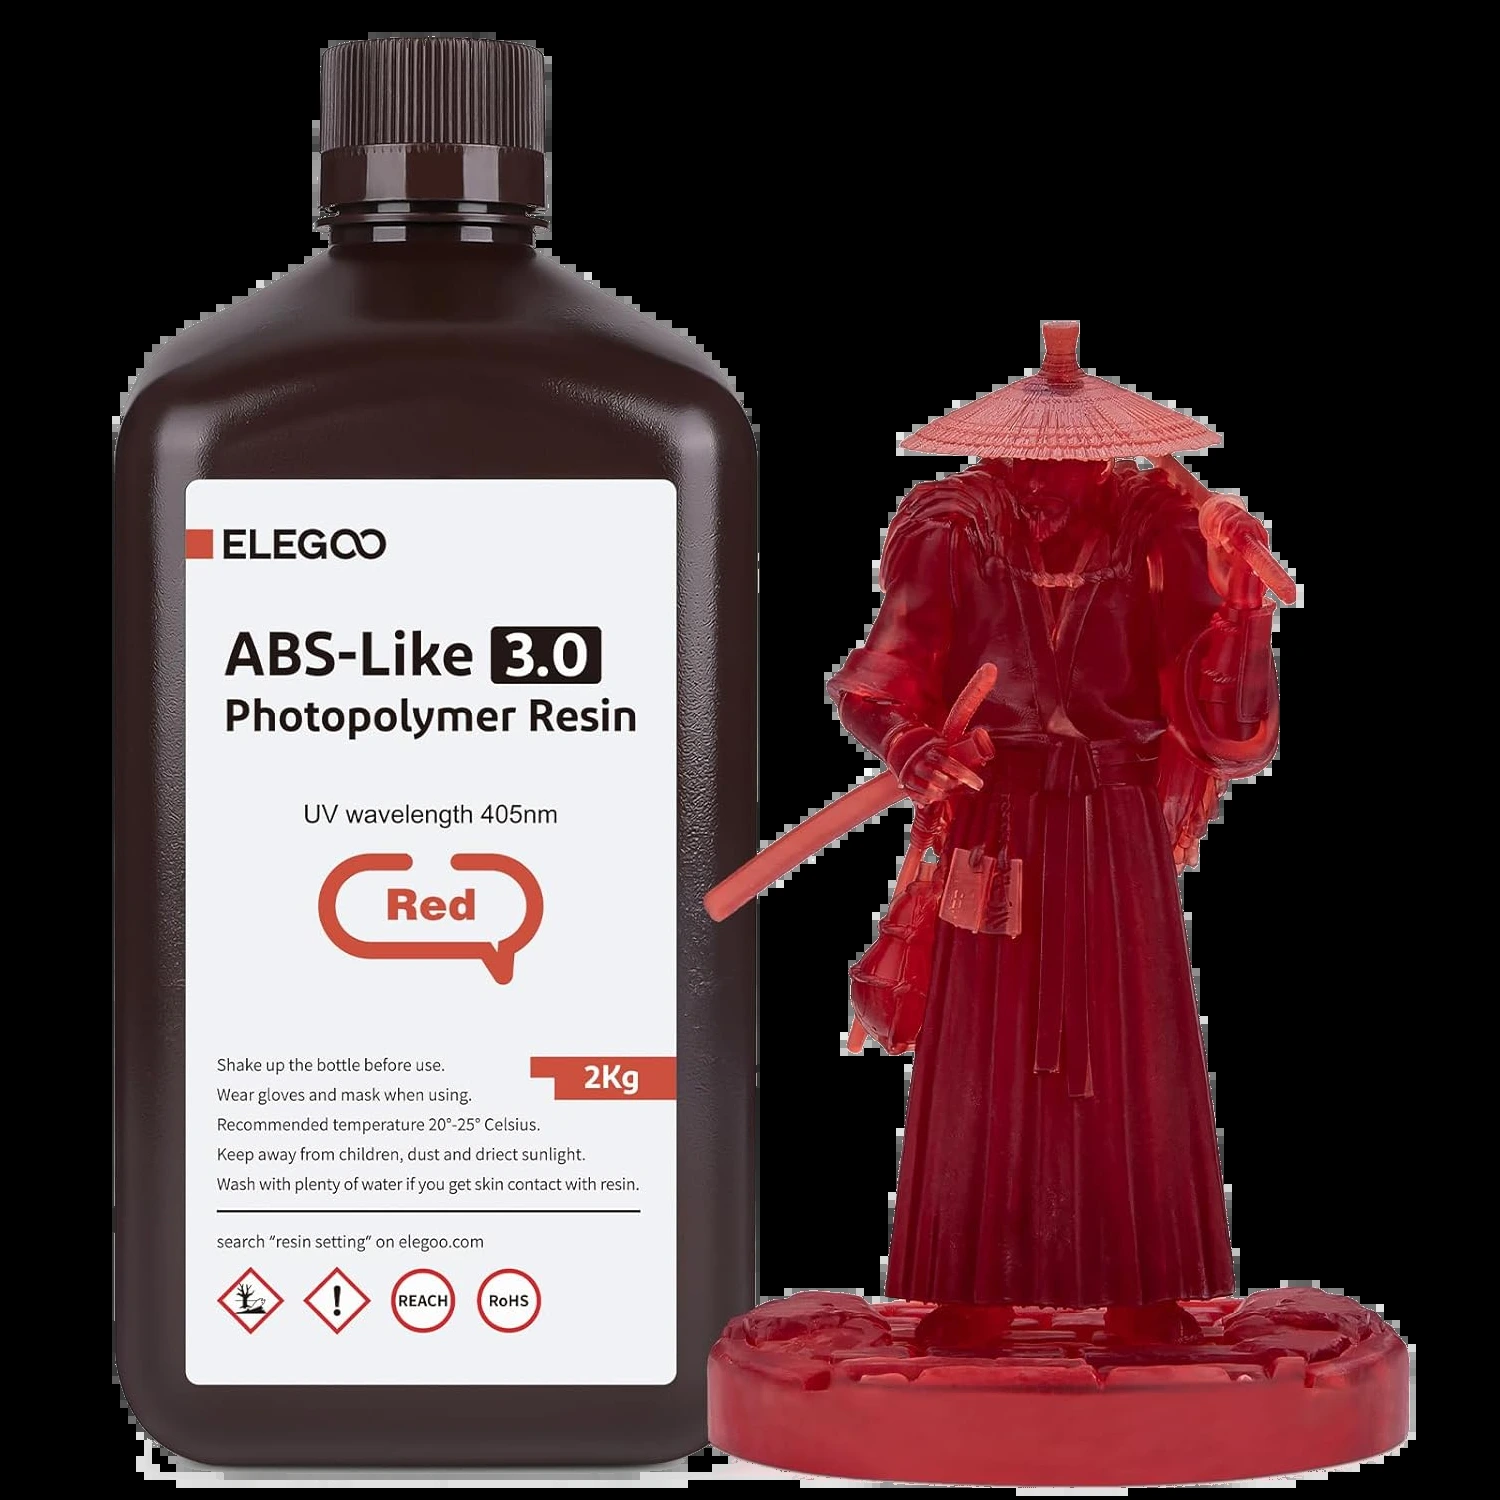 ELEGOO
ABS-Like 3.0
Photopolymer Resin
UV wavelength 405nm
Red
2Kg
Shake up the bottle before use.
Wear gloves and mask when using.
Recommended temperature 20°-25° Celsius.
Keep away from children, dust and driect sunlight.
Wash with plenty of water if you get skin contact with resin.
search “resin setting” on elegoo.com
!
REACH
RoHS